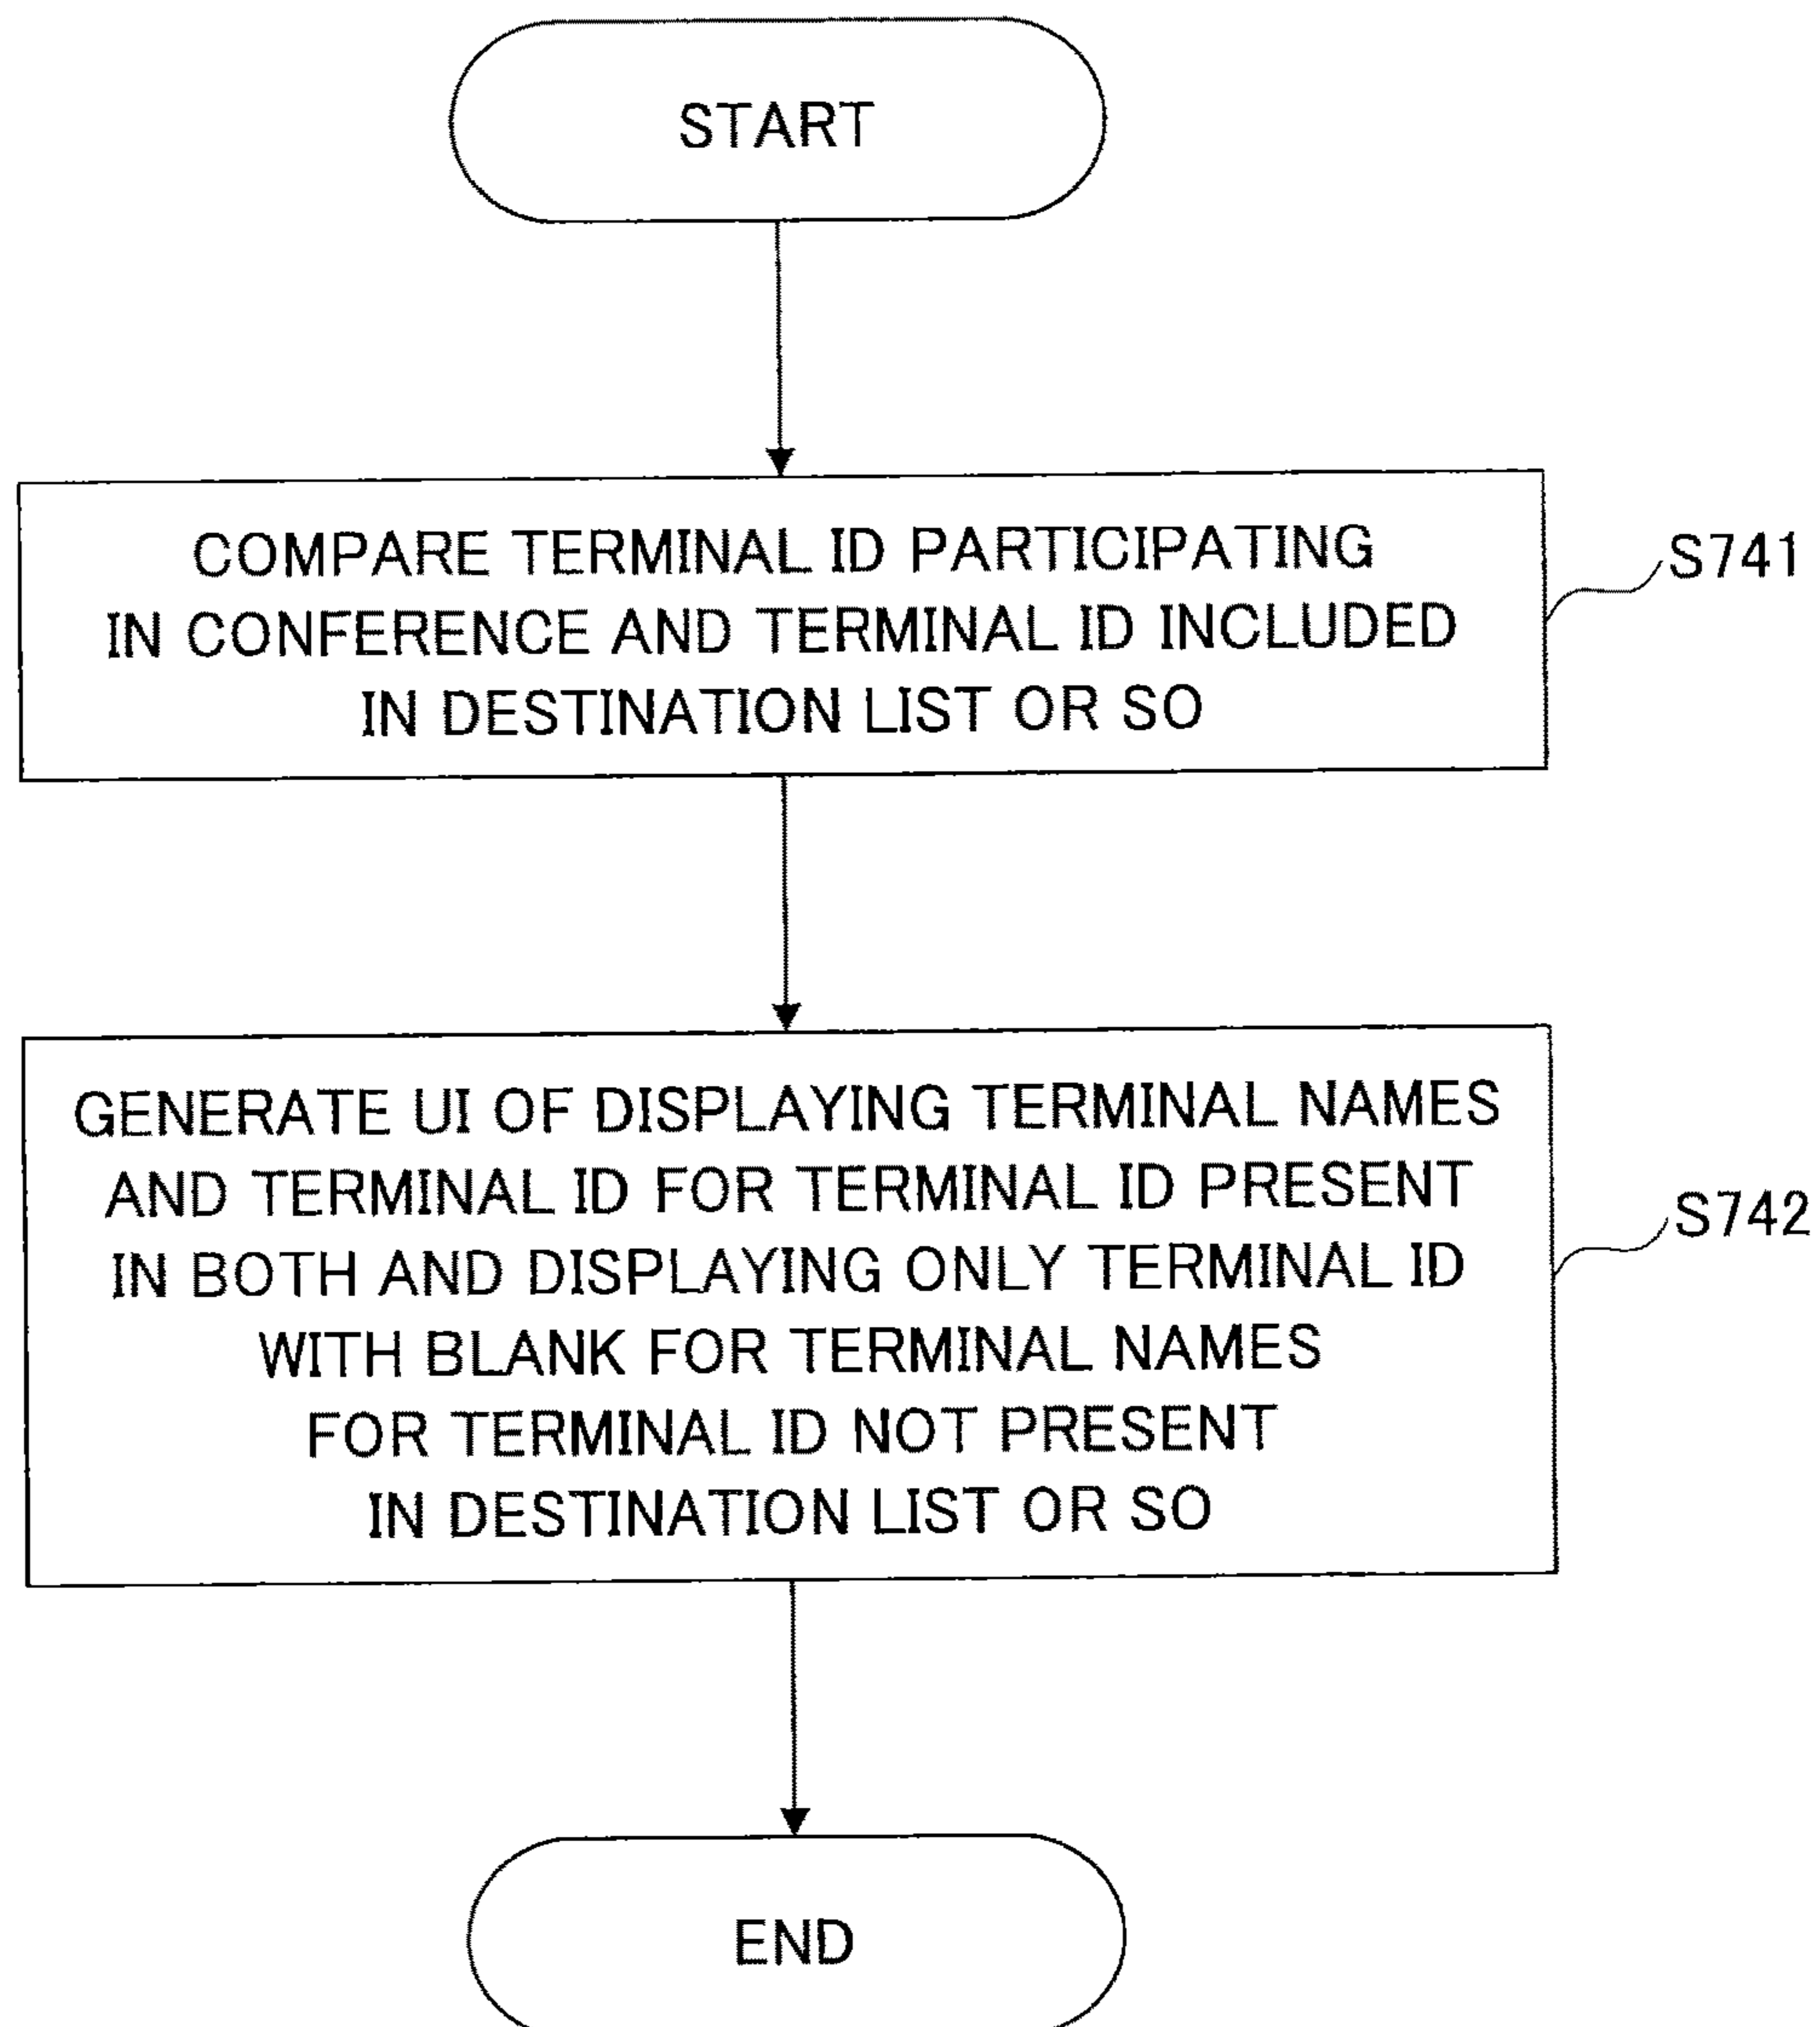 START
COMPARE TERMINAL ID PARTICIPATING
IN CONFERENCE AND TERMINAL ID INCLUDED
IN DESTINATION LIST OR SO
S741
GENERATE UI OF DISPLAYING TERMINAL NAMES
AND TERMINAL ID FOR TERMINAL ID PRESENT
IN BOTH AND DISPLAYING ONLY TERMINAL ID
WITH BLANK FOR TERMINAL NAMES
FOR TERMINAL ID NOT PRESENT
IN DESTINATION LIST OR SO
S742
END